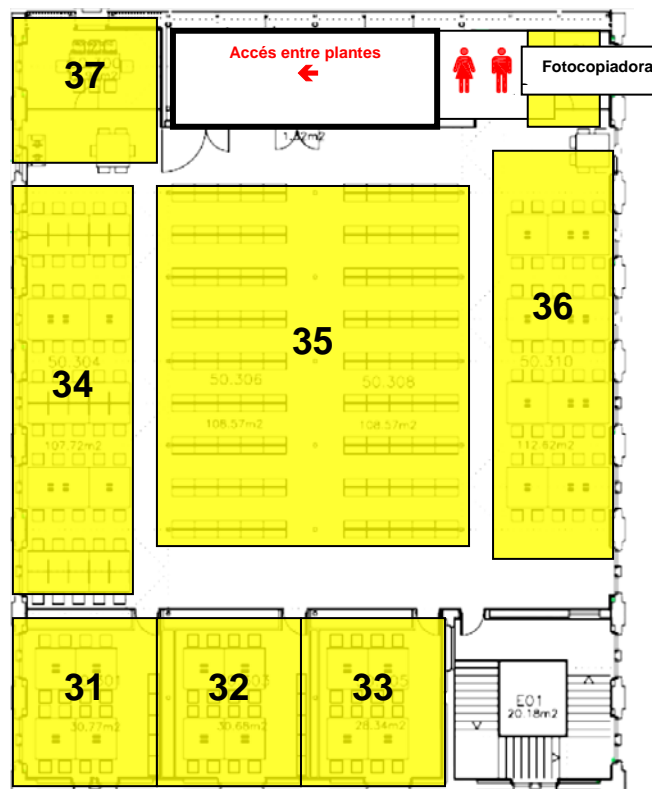 37
Accés entre plantes
Fotocopiadora
1.82m2
34
50.304
107.72m2
35
50.306
50.308
108.57m2
108.57m2
36
50.310
112.82m2
31
30.77m2
32
30.68m2
33
28.34m2
E01
20.18m2